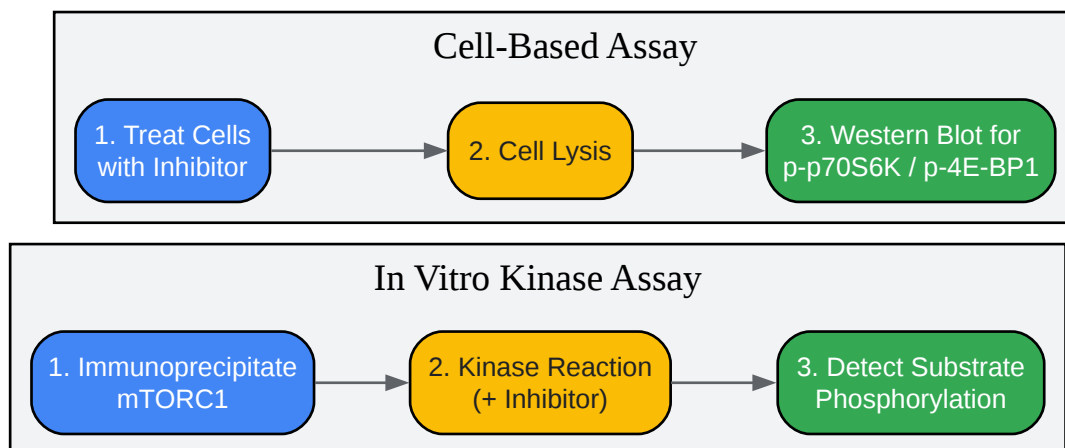 Cell-Based Assay
1. Treat Cells
with Inhibitor
2. Cell Lysis
3. Western Blot for
p-p70S6K / p-4E-BP1
In Vitro Kinase Assay
1. Immunoprecipitate
mTORC1
2. Kinase Reaction
(+ Inhibitor)
3. Detect Substrate
Phosphorylation